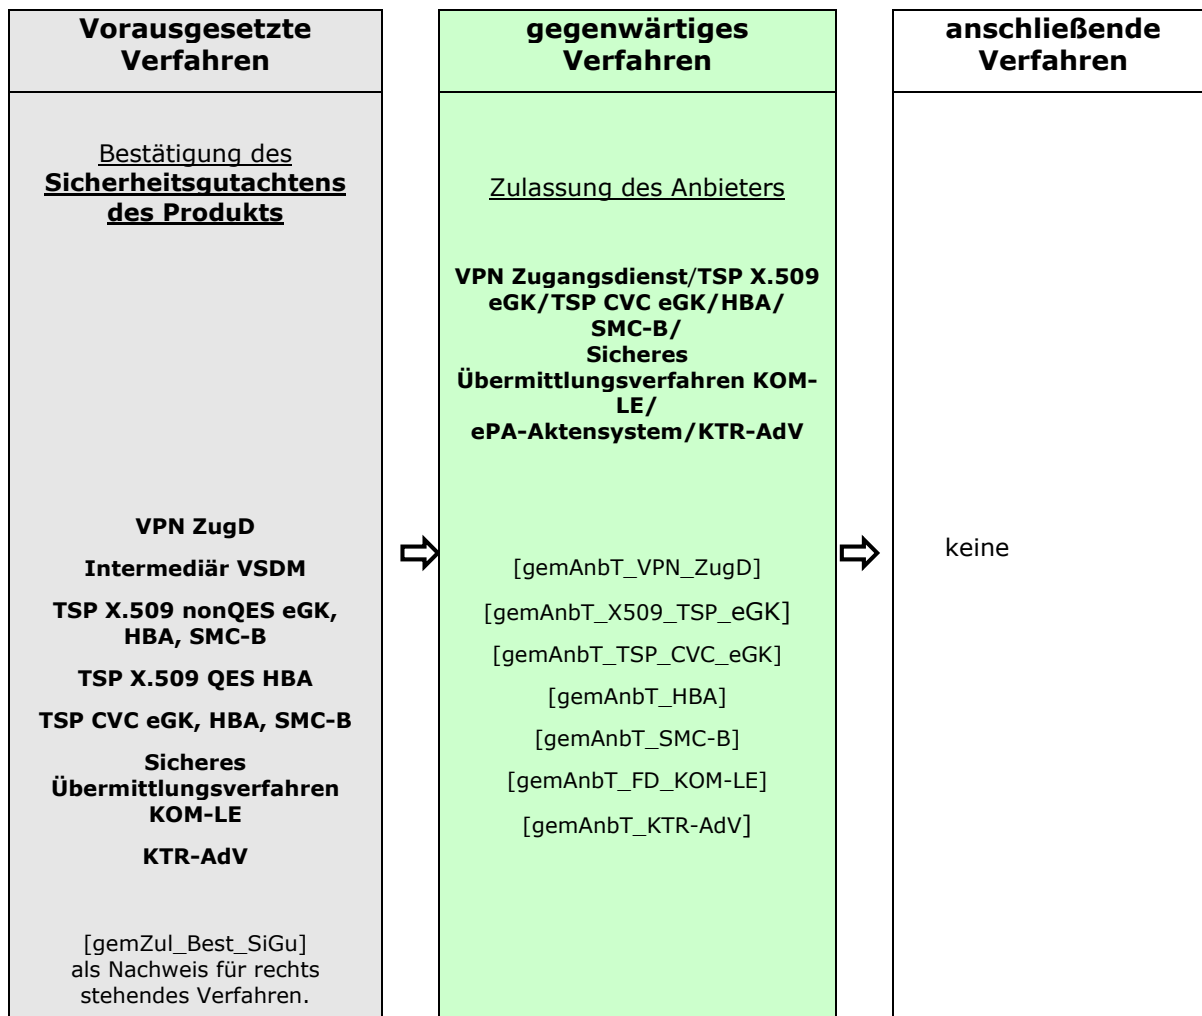 Vorausgesetzte
Verfahren
Bestätigung des
Sicherheitsgutachtens
des Produkts
VPN ZugD
Intermediär VSDM
TSP X.509 nonQES eGK,
HBA, SMC-B
TSP X.509 QES HBA
TSP CVC eGK, HBA, SMC-B
Sicheres
Übermittlungsverfahren
KOM-LE
KTR-AdV
[gemZul_Best_SiGu]
als Nachweis für rechts
stehendes Verfahren.
gegenwärtiges
Verfahren
Zulassung des Anbieters
VPN Zugangsdienst/TSP X.509
eGK/TSP CVC eGK/HBA/
SMC-B/
Sicheres
Übermittlungsverfahren KOM-
LE/
ePA-Aktensystem/KTR-AdV
[gemAnbT_VPN_ZugD]
[gemAnbT_X509_TSP_eGK]
[gemAnbT_TSP_CVC_eGK]
[gemAnbT_HBA]
[gemAnbT_SMC-B]
[gemAnbT_FD_KOM-LE]
[gemAnbT_KTR-AdV]
anschließende
Verfahren
keine